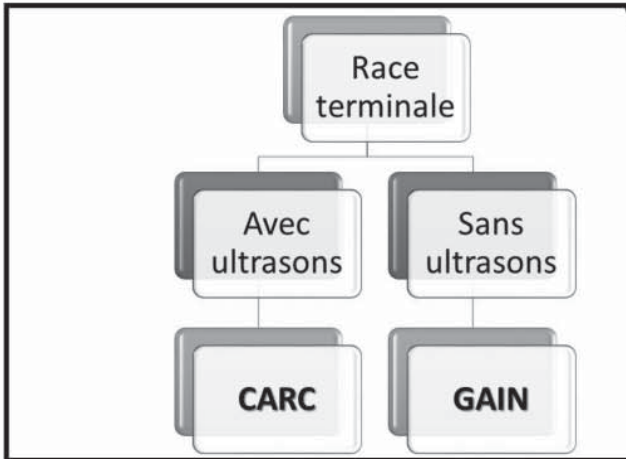 Race
terminale
Avec
ultrasons
Sans
ultrasons
CARC
GAIN